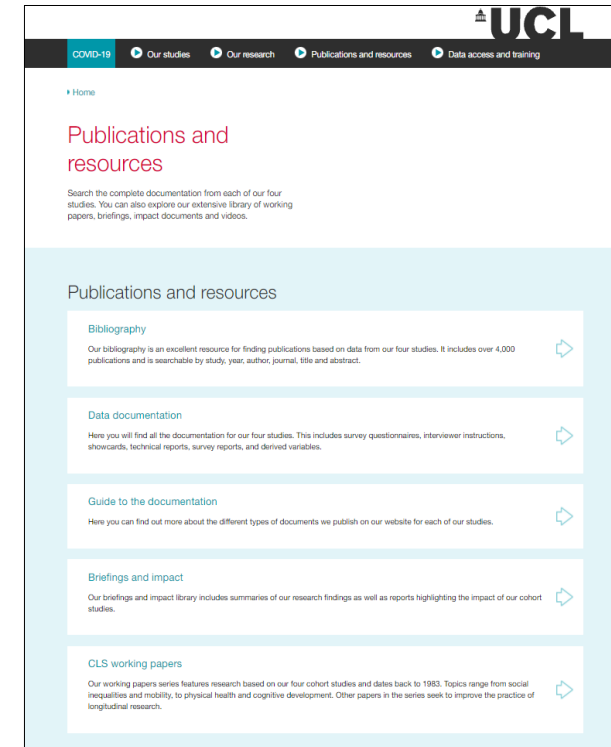 UCL
COVID-19 Our studies Our research Publications and resources Data access and training
Home
Publications and
resources
Search the complete documentation from each of our four
studies. You can also explore our extensive library of working
papers, briefings, impact documents and videos.
Publications and resources
Bibliography
Our bibliography is an excellent resource for finding publications based on data from our four studies. It includes over 4,000
publications and is searchable by study, year, author, journal, title and abstract.
Data documentation
Here you will find all the documentation for our four studies. This includes survey questionnaires, interviewer instructions,
showcards, technical reports, survey reports, and derived variables.
Guide to the documentation
Here you can find out more about the different types of documents we publish on our website for each of our studies.
Briefings and impact
Our briefings and impact library includes summaries of our research findings as well as reports highlighting the impact of our cohort
studies.
CLS working papers
Our working papers series features research based on our four cohort studies and dates back to 1983. Topics range from social
inequalities and mobility, to physical health and cognitive development. Other papers in the series seek to improve the practice of
longitudinal research.